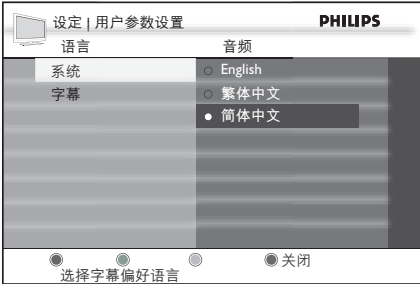 设定 | 用户参数设置 PHILIPS
语言 音频
系统 English
字幕 繁体中文
简体中文
关闭
选择字幕偏好语言